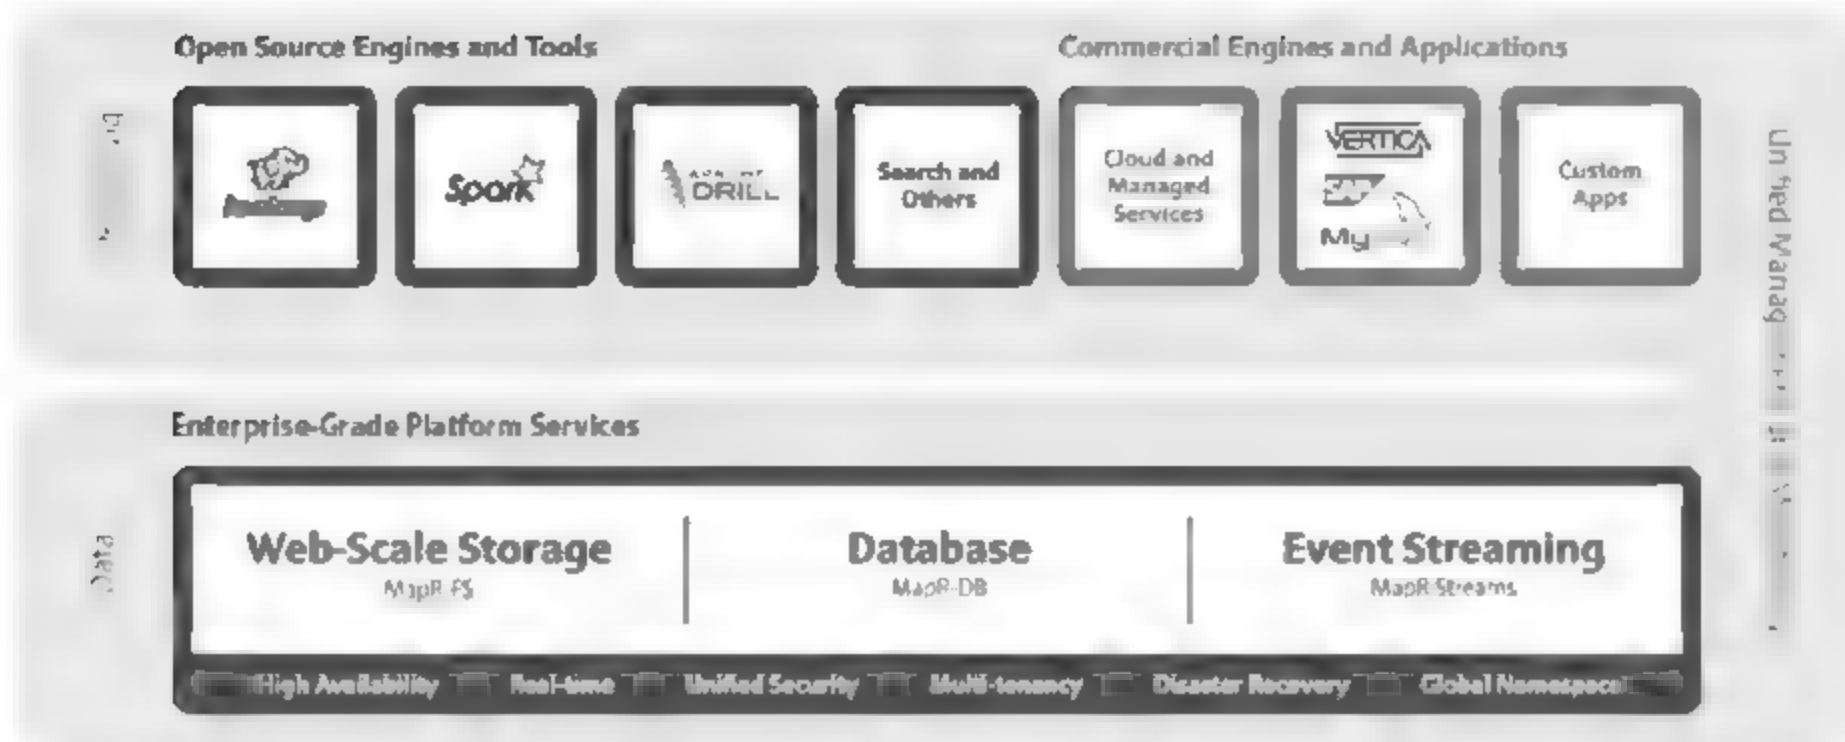 Open Source Engines and Tools
Commercial Engines and Applications
Spark
DRILL
Search and
Others
Cloud and
Managed
Services
VERTICA
My
Custom
Apps
Enterprise-Grade Platform Services
Data
Web-Scale Storage
MapR-FS
Database
MapR-DB
Event Streaming
MapR Streams
High Availability
Real-time
Unified Security
Multi-tenancy
Disaster Recovery
Global Namespace